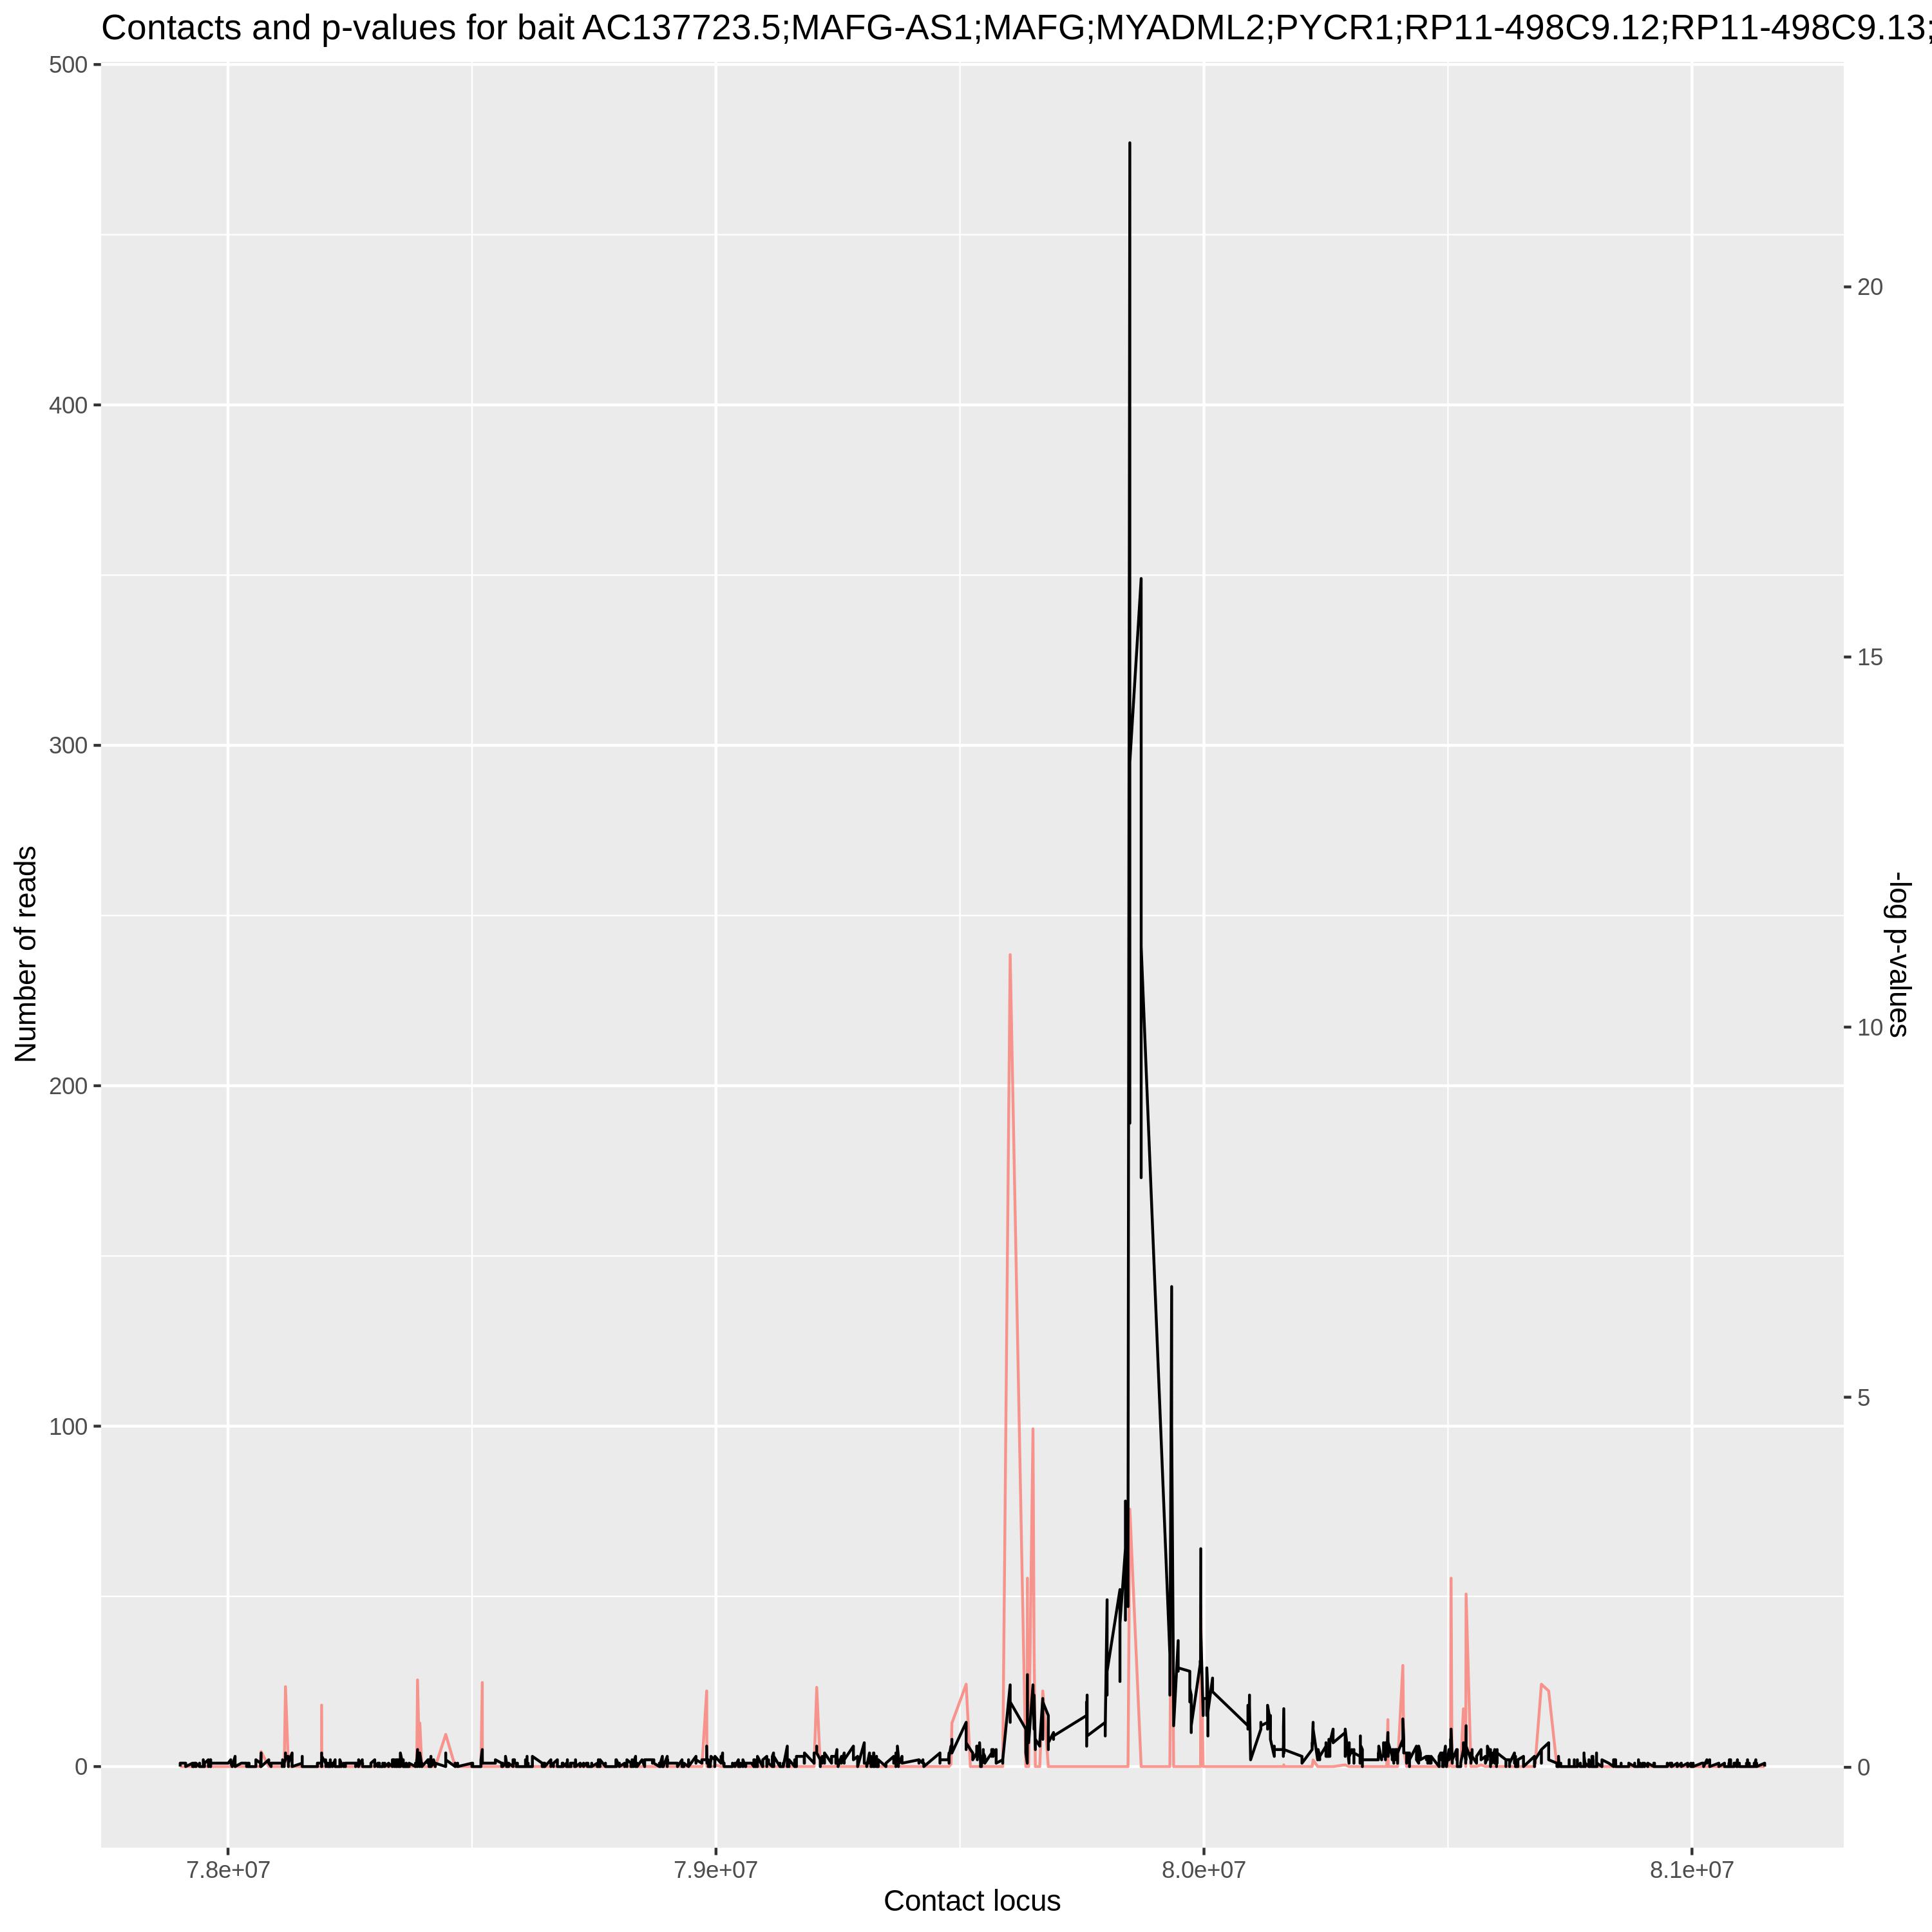 Contacts and p-values for bait AC137723.5;MAFG-AS1;MAFG;MYADML2;PYCR1;RP11-498C9.12;RP11-498C9.13;
500
400
300
200
100
0
Number of reads
20
15
10
5
0
-log p-values
7.8e+07 7.9e+07 8.0e+07 8.1e+07
Contact locus